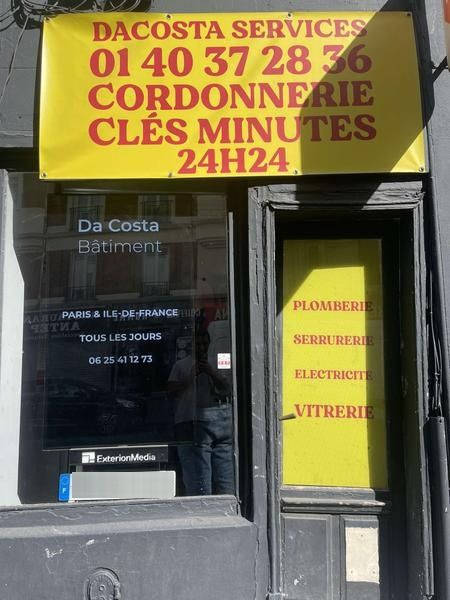 DACOSTA SERVICES
01 40 37 28 36
CORDONNERIE
CLÉS MINUTES
24H24
Da Costa
Bâtiment
PARIS & ILE-DE-FRANCE
TOUS LES JOURS
06 25 41 12 73
ExterionMedia
F
PLOMBERIE
SERRURERIE
ELECTRICITE
VITRERIE